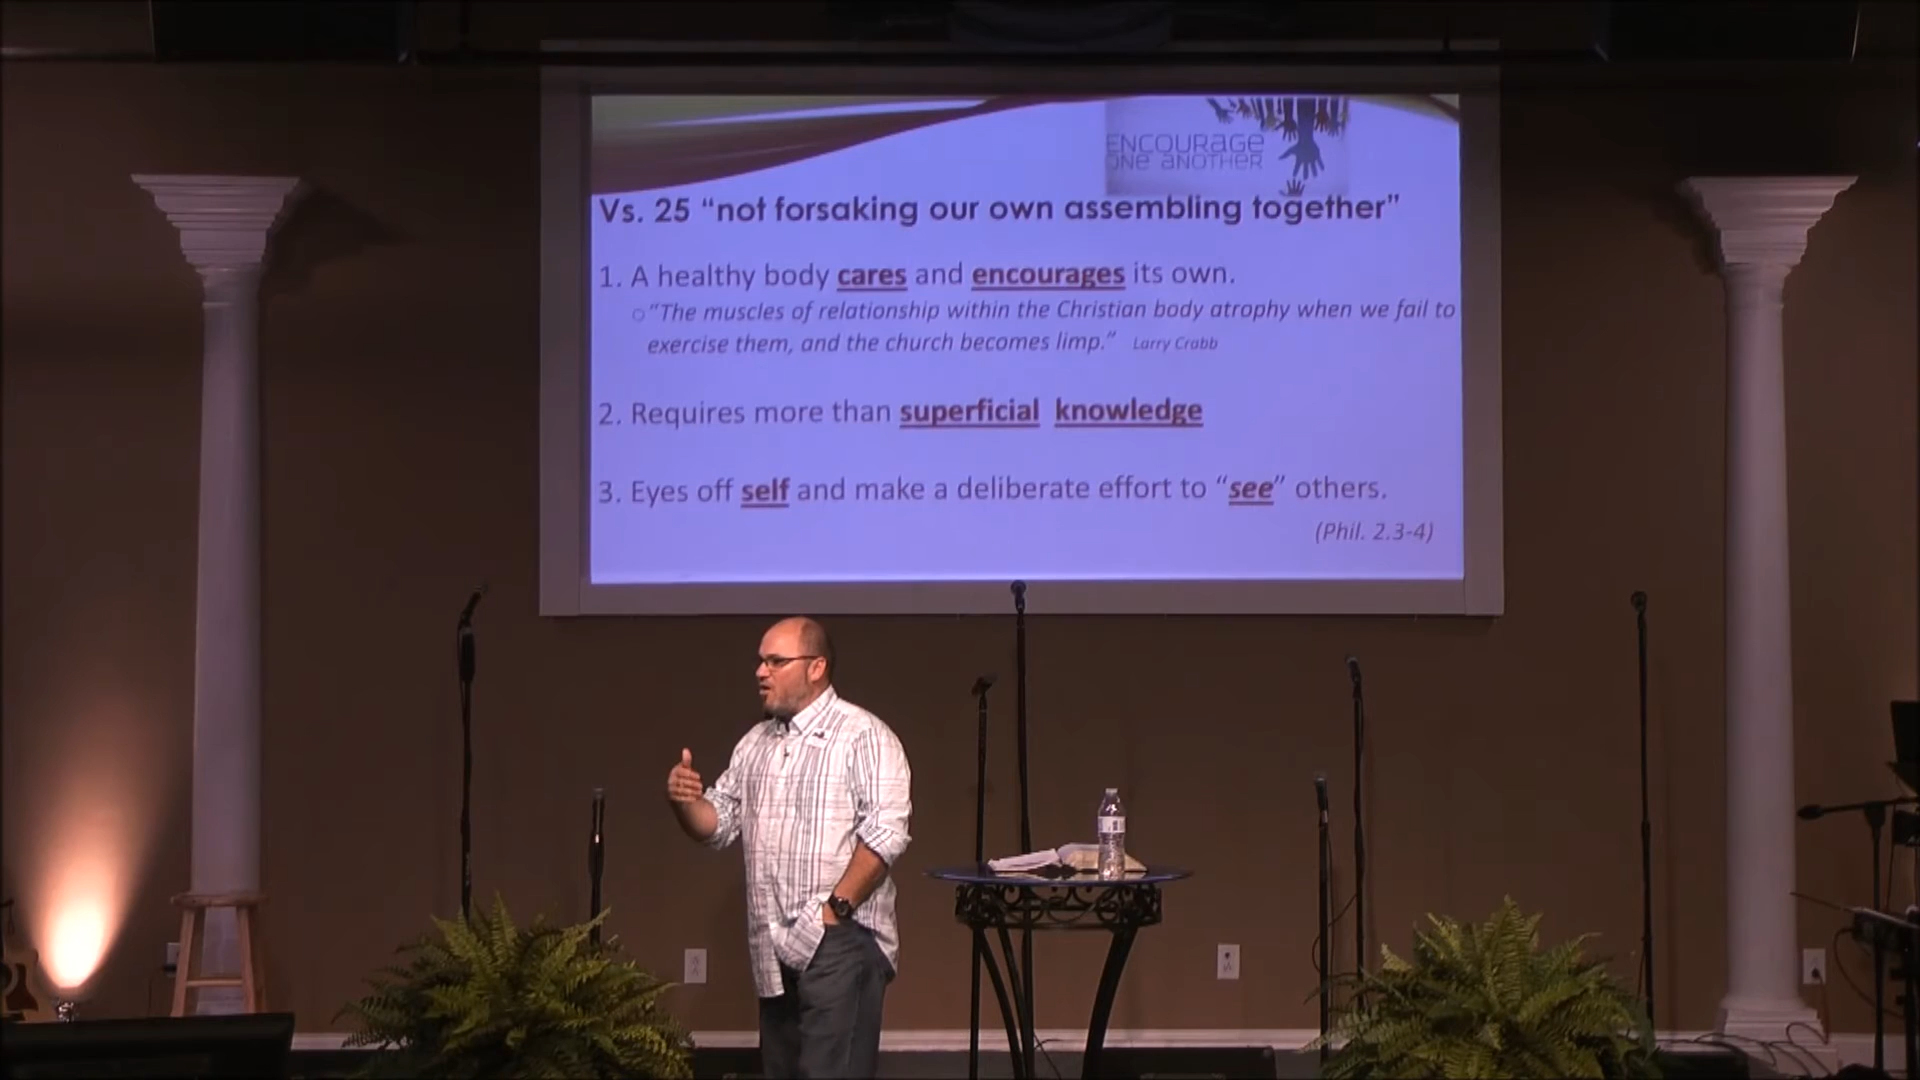 ENCOURAGE
ONE ANOTHER
Vs. 25 “not forsaking our own assembling together”
1. A healthy body cares and encourages its own.
○“The muscles of relationship within the Christian body atrophy when we fail to
exercise them, and the church becomes limp.” Larry Crabb
2. Requires more than superficial knowledge
3. Eyes off self and make a deliberate effort to “see” others.
(Phil. 2.3-4)